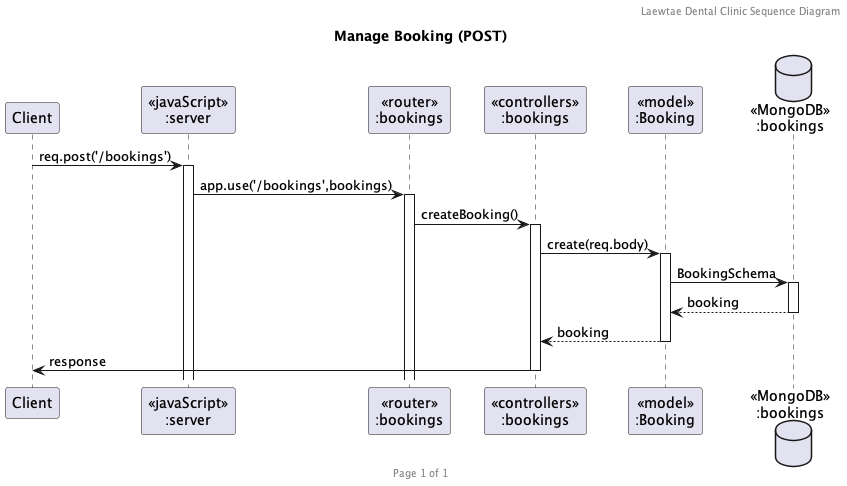 Laewtae Dental Clinic Sequence Diagram
Manage Booking (POST)
Client
«javaScript»
:server
«router»
:bookings
«controllers»
:bookings
«model»
:Booking
«MongoDB»
:bookings
req.post('/bookings')
app.use('/bookings',bookings)
createBooking()
create(req.body)
BookingSchema
booking
booking
response
Client
«javaScript»
:server
«router»
:bookings
«controllers»
:bookings
«model»
:Booking
«MongoDB»
:bookings
Page 1 of 1